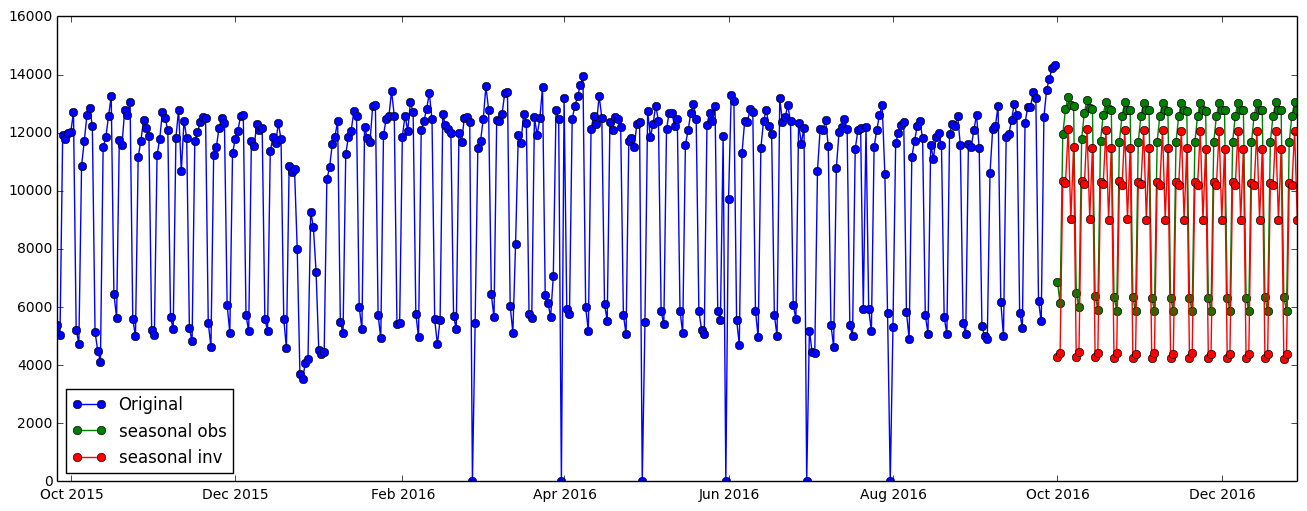 16000
14000
12000
10000
8000
6000
4000
2000
0
Original
seasonal obs
seasonal inv
Oct 2015 Dec 2015 Feb 2016 Apr 2016 Jun 2016 Aug 2016 Oct 2016 Dec 2016